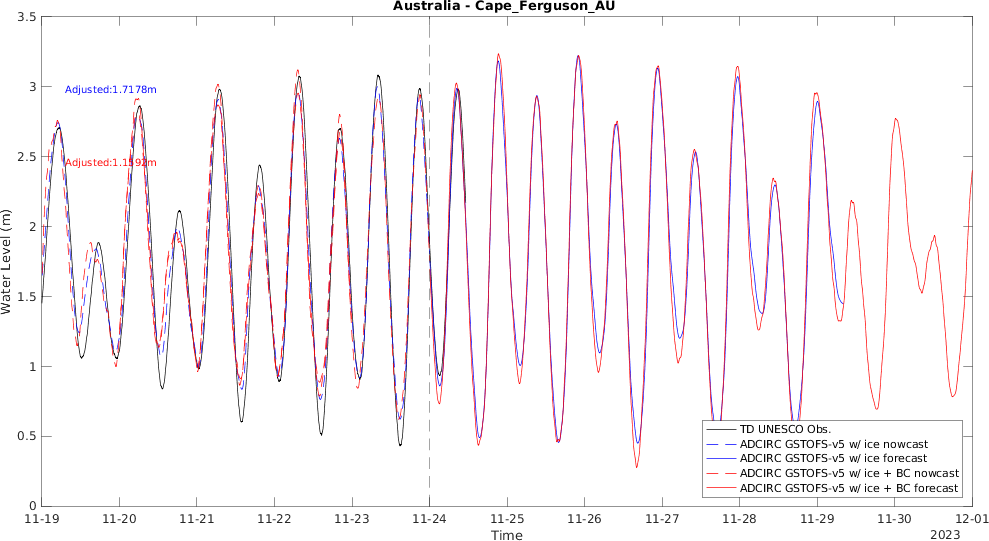 Australia - Cape_Ferguson_AU
3.5
3
2.5
2
1.5
1
0.5
0
Water Level (m)
Adjusted:1.7178m
Adjusted:1.1592m
TD UNESCO Obs.
ADCIRC GSTOFS-v5 w/ ice nowcast
ADCIRC GSTOFS-v5 w/ ice forecast
ADCIRC GSTOFS-v5 w/ ice + BC nowcast
ADCIRC GSTOFS-v5 w/ ice + BC forecast
11-19 11-20 11-21 11-22 11-23 11-24 11-25 11-26 11-27 11-28 11-29 11-30 12-01
Time
2023